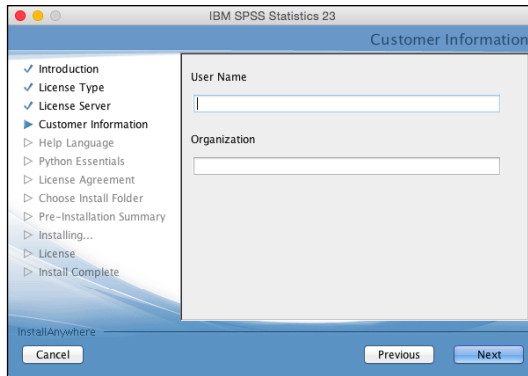 IBM SPSS Statistics 23
Customer Information
Introduction
License Type
License Server
Customer Information
Help Language
Python Essentials
License Agreement
Choose Install Folder
Pre-Installation Summary
Installing...
License
Install Complete
User Name
Organization
InstallAnywhere
Cancel
Previous
Next